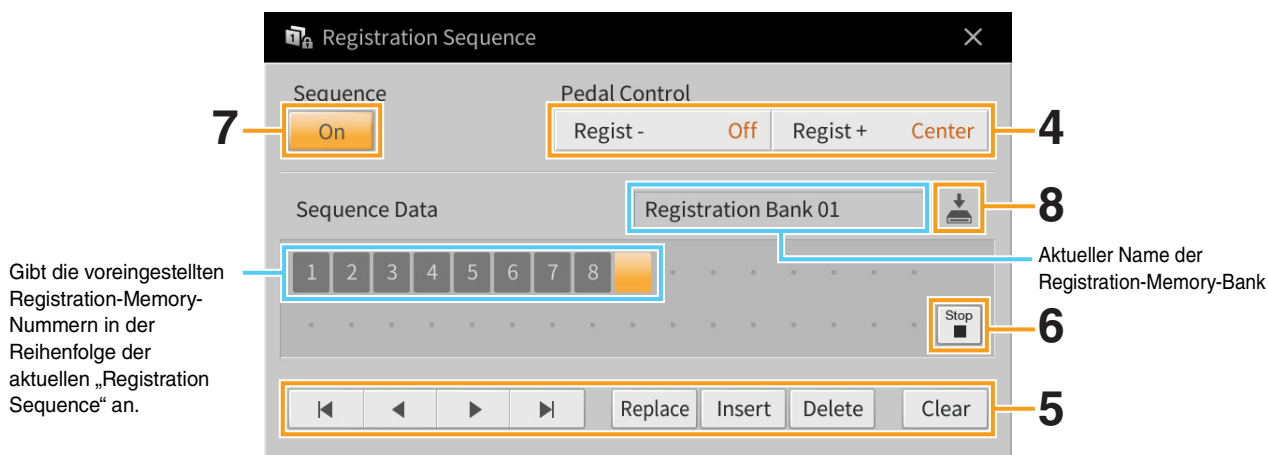 Registration Sequence
Sequence
Pedal Control
7
On
Regist -
Off
Regist +
Center
4
Sequence Data
Registration Bank 01
8
Gibt die voreingestellten
Registration-Memory-
Nummern in der
Reihenfolge der
aktuellen „Registration
Sequence“ an.
1 2 3 4 5 6 7 8
Aktueller Name der
Registration-Memory-Bank
Stop
6
Replace
Insert
Delete
Clear
5